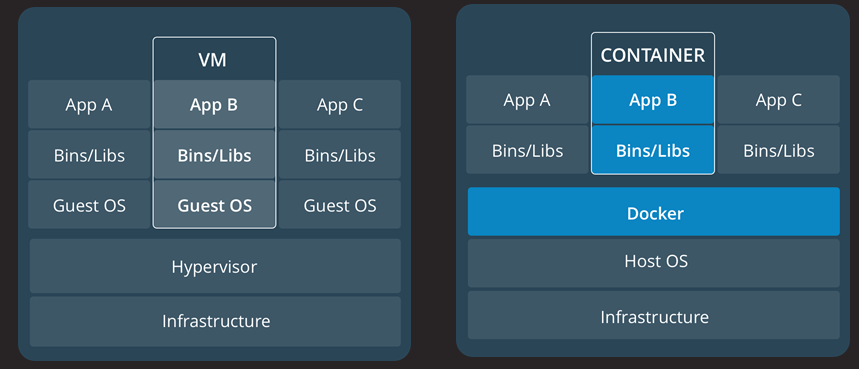 VM
App A App B App C
Bins/Libs Bins/Libs Bins/Libs
Guest OS Guest OS Guest OS
Hypervisor
Infrastructure
CONTAINER
App A App B App C
Bins/Libs Bins/Libs Bins/Libs
Docker
Host OS
Infrastructure